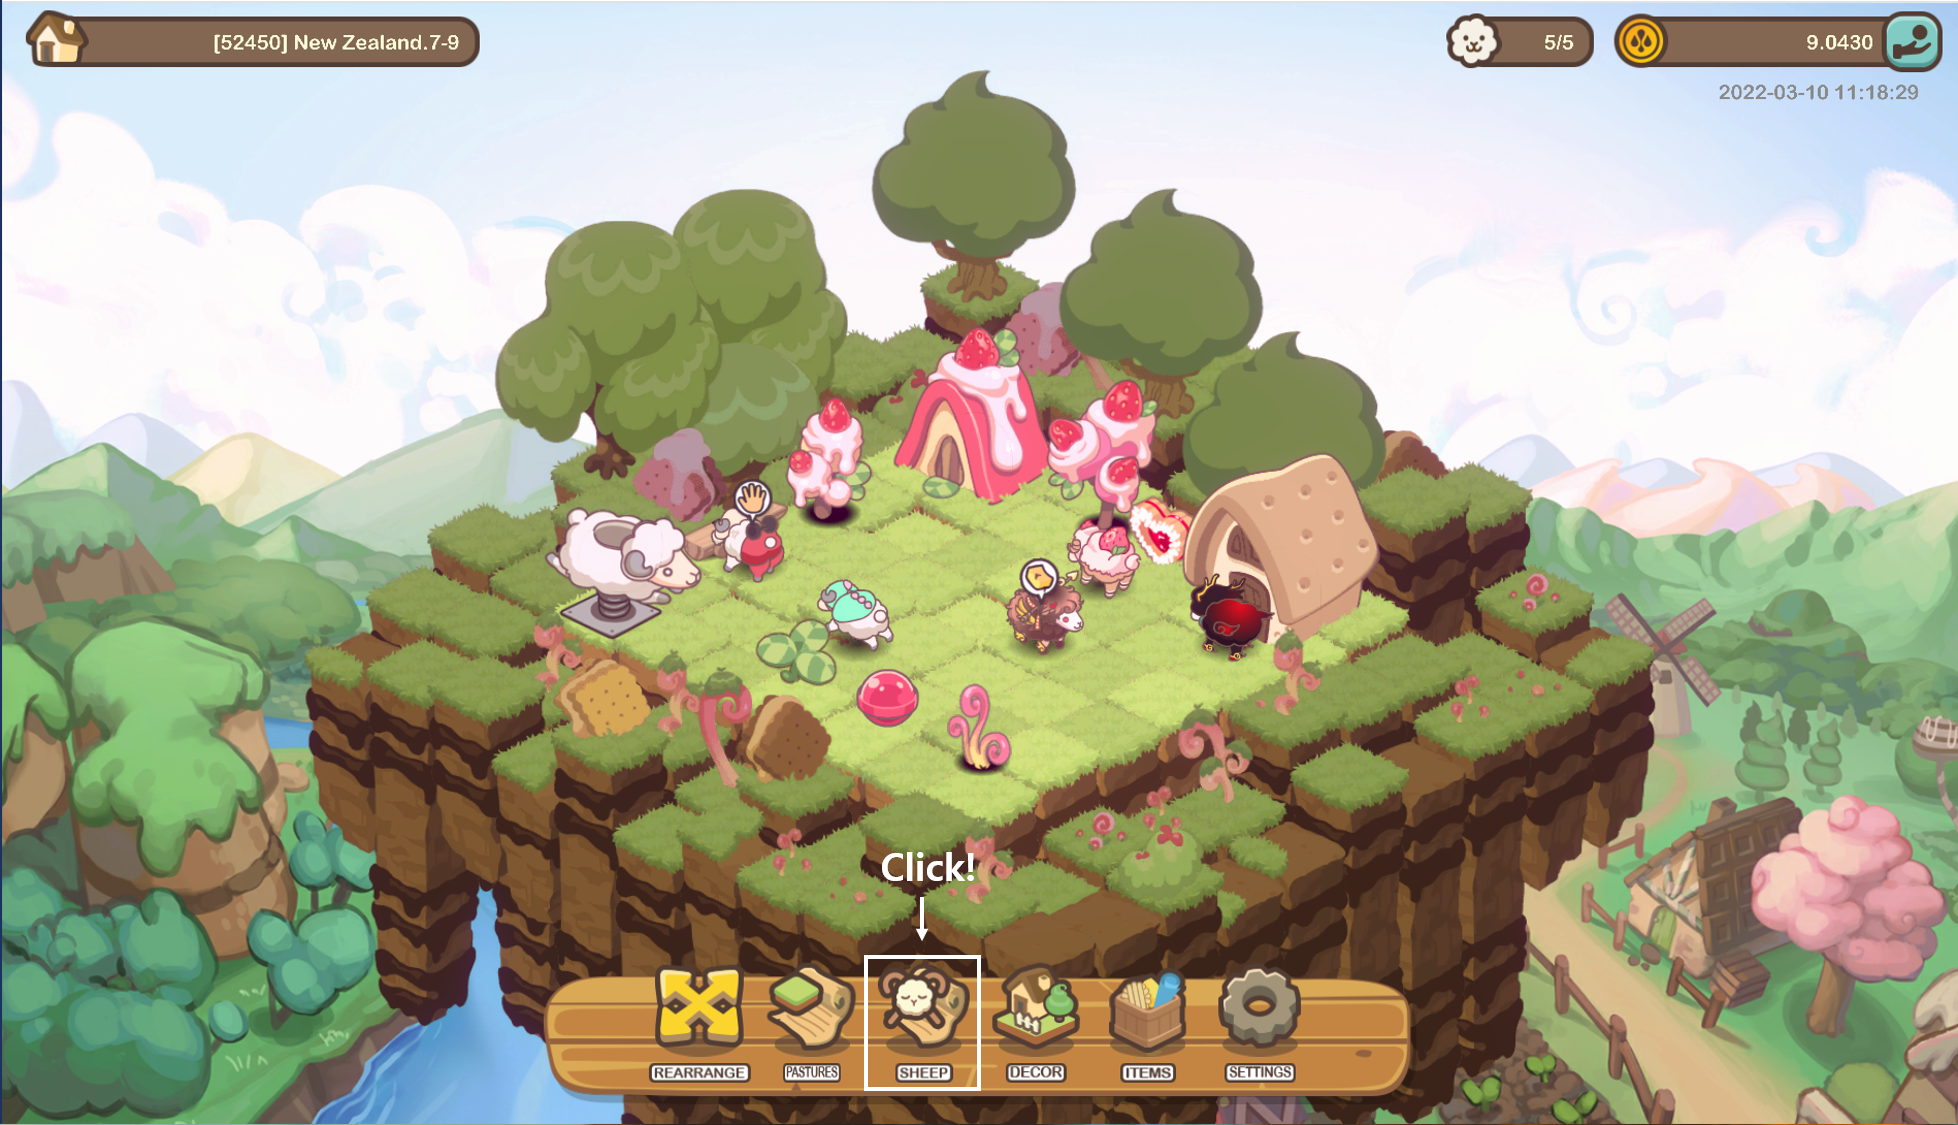 [52450] New Zealand.7-9
5/5
9.0430
2022-03-10 11:18:29
Click!
REARRANGE
PASTURES
SHEEP
DECOR
ITEMS
SETTINGS